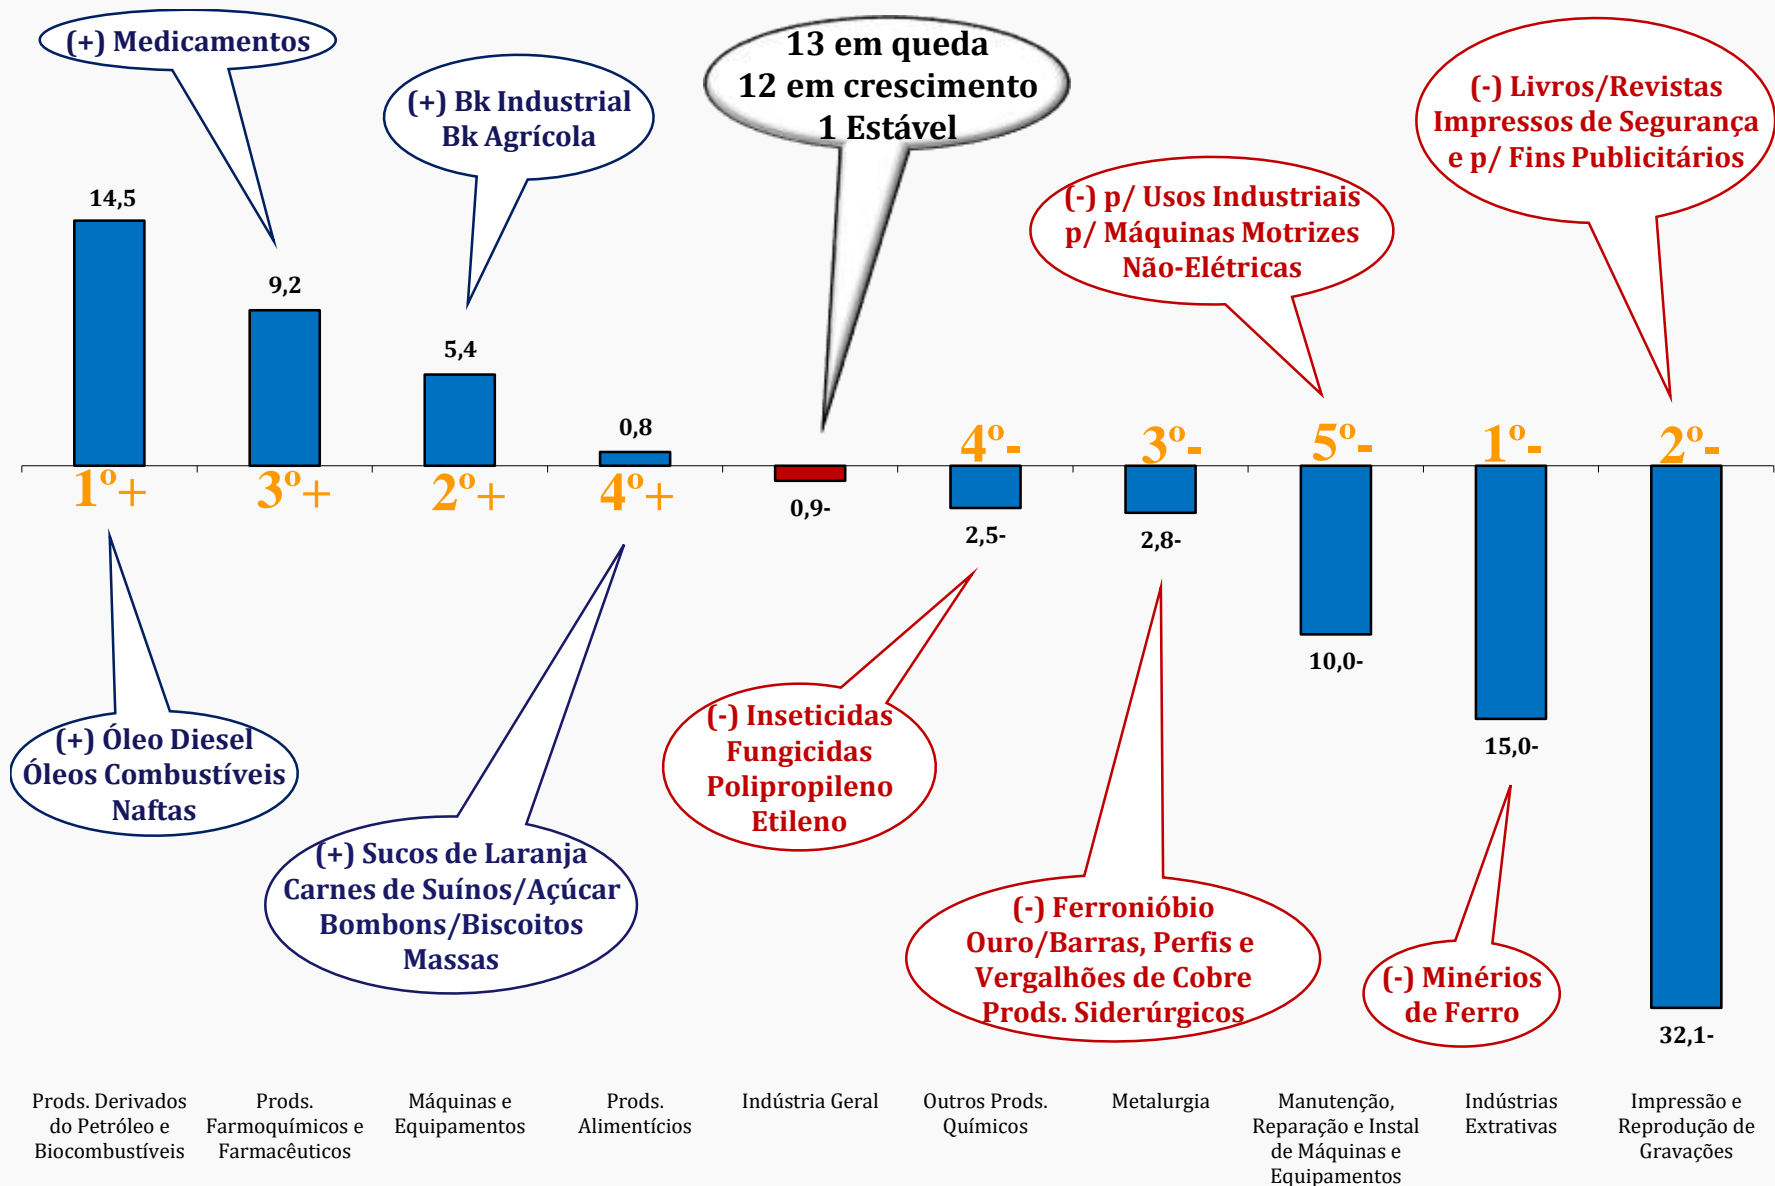 (+) Medicamentos
(+) Bk Industrial
Bk Agrícola
13 em queda
12 em crescimento
1 Estável
(-) p/ Usos Industriais
p/ Máquinas Motrizes
Não-Elétricas
(-) Livros/Revistas
Impressos de Segurança
e p/ Fins Publicitários
14,5
9,2
5,4
0,8
0,9-
2,5-
2,8-
10,0-
15,0-
32,1-
1º+
3º+
2º+
4º+
4º-
3º-
5º-
1º-
2º-
(+) Óleo Diesel
Óleos Combustíveis
Naftas
(+) Sucos de Laranja
Carnes de Suínos/Açúcar
Bombons/Biscoitos
Massas
(-) Inseticidas
Fungicidas
Polipropileno
Etileno
(-) Ferronióbio
Ouro/Barras, Perfis e
Vergalhões de Cobre
Prods. Siderúrgicos
(-) Minérios
de Ferro
Prods. Derivados
do Petróleo e
Biocombustíveis
Prods.
Farmoquímicos e
Farmacêuticos
Máquinas e
Equipamentos
Prods.
Alimentícios
Indústria Geral
Outros Prods.
Químicos
Metalurgia
Manutenção,
Reparação e Instal
de Máquinas e
Equipamentos
Indústrias
Extrativas
Impressão e
Reprodução de
Gravações